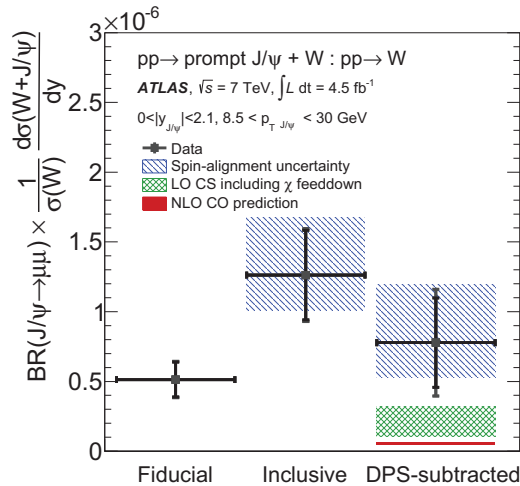 3×10⁻⁶
2.5
2
1.5
1
0.5
0
BR(J/ψ→μμ) × 1/σ(W) dσ(W+J/ψ)/dy
pp→ prompt J/ψ + W : pp→ W
ATLAS, √s = 7 TeV, ∫L dt = 4.5 fb⁻¹
0<|y_J/ψ|<2.1, 8.5 < p_T J/ψ < 30 GeV
Data
Spin-alignment uncertainty
LO CS including χ feeddown
NLO CO prediction
Fiducial Inclusive DPS-subtracted